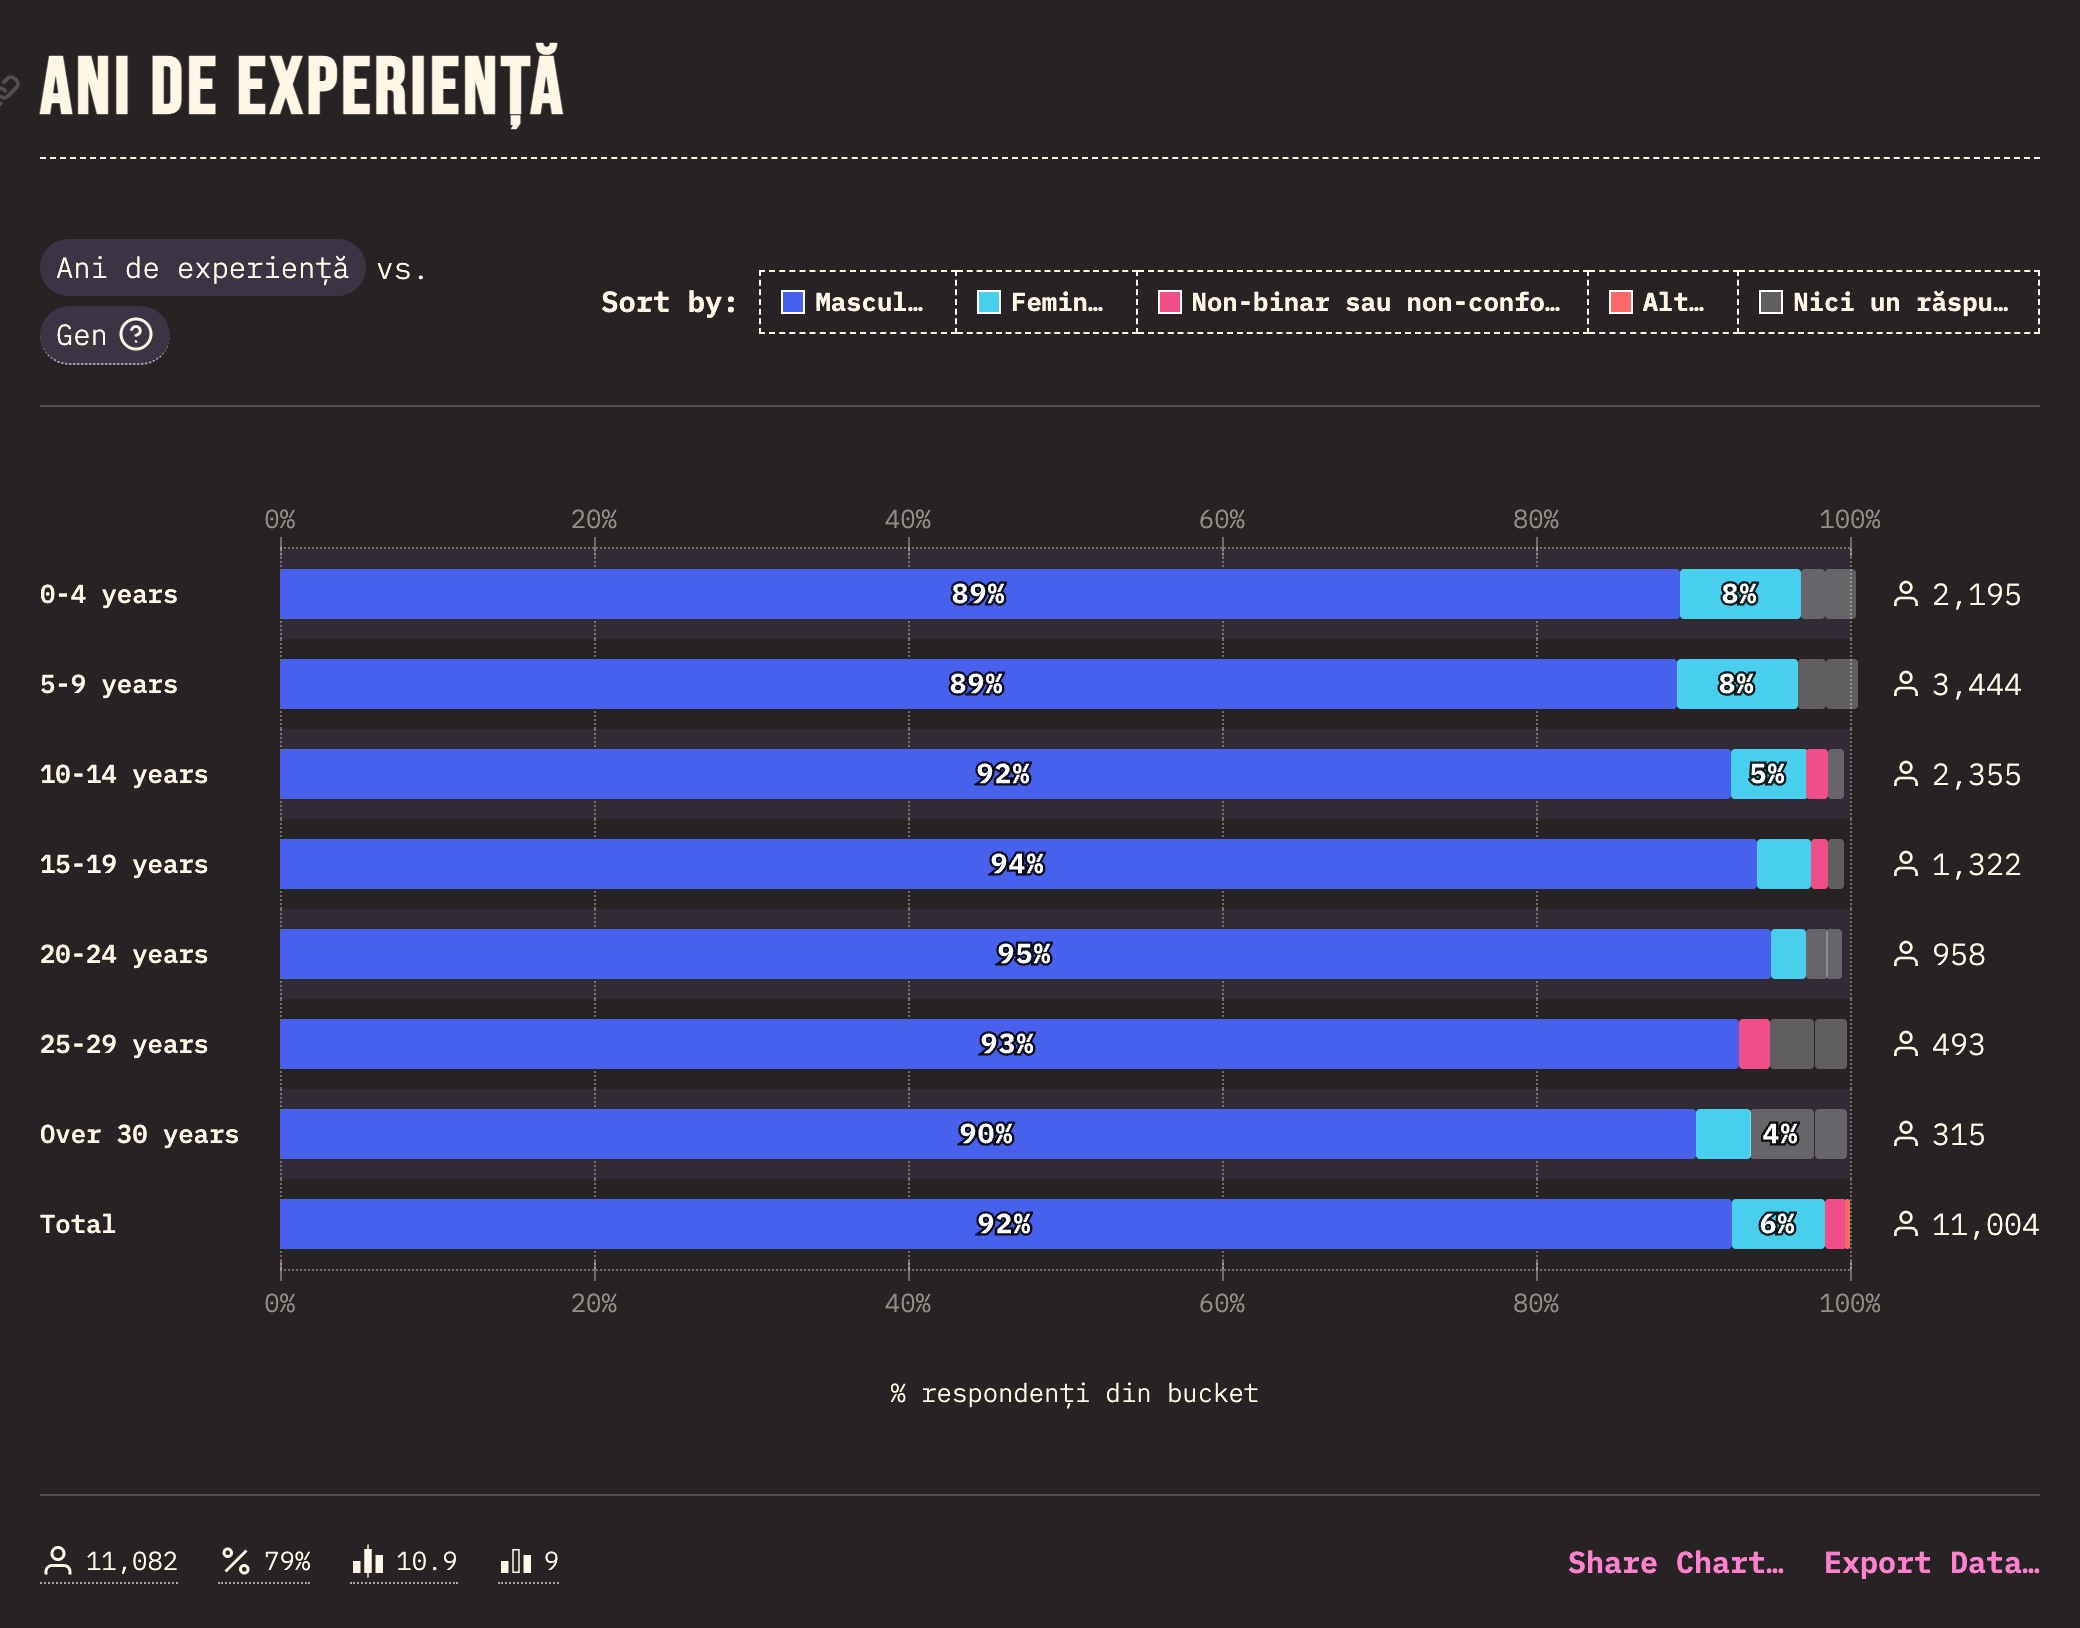 ANI DE EXPERIENȚĂ
Ani de experiență vs.
Gen ?
Sort by: Mascul… Femin… Non-binar sau non-confo… Alt… Nici un răspu…
0% 20% 40% 60% 80% 100%
0-4 years 89% 8% 2,195
5-9 years 89% 8% 3,444
10-14 years 92% 5% 2,355
15-19 years 94% 1,322
20-24 years 95% 958
25-29 years 93% 493
Over 30 years 90% 4% 315
Total 92% 6% 11,004
0% 20% 40% 60% 80% 100%
% respondenți din bucket
11,082 % 79% 10.9 9 Share Chart… Export Data…